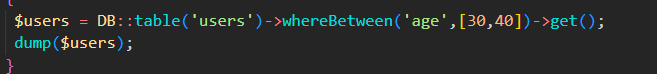 {
$users = DB::table('users')->whereBetween('age',[30,40])->get();
dump($users);
}